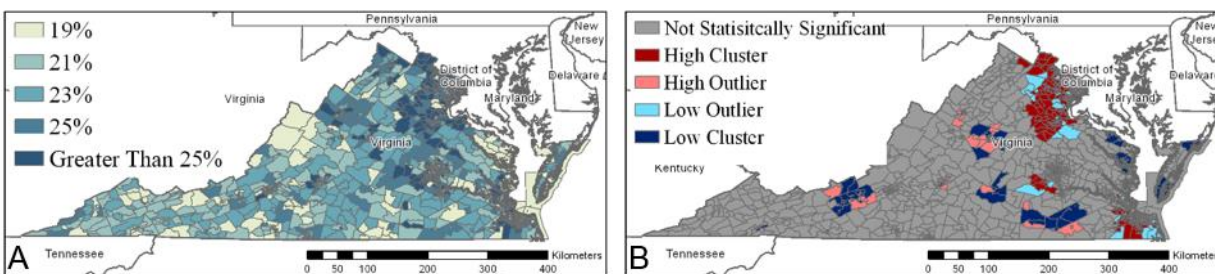 Pennsylvania
New
Jersey
19%
21%
23%
25%
Greater Than 25%
District of
Columbia
Delaware
Maryland
Virginia
Virginia
Tennessee
A
Kilometers
0 50 100 200 300 400
Pennsylvania
New
Jersey
Not Statisitcally Significant
High Cluster
High Outlier
Low Outlier
Low Cluster
District of
Columbia
Delaware
Maryland
Virginia
Kentucky
Tennessee
B
Kilometers
0 50 100 200 300 400